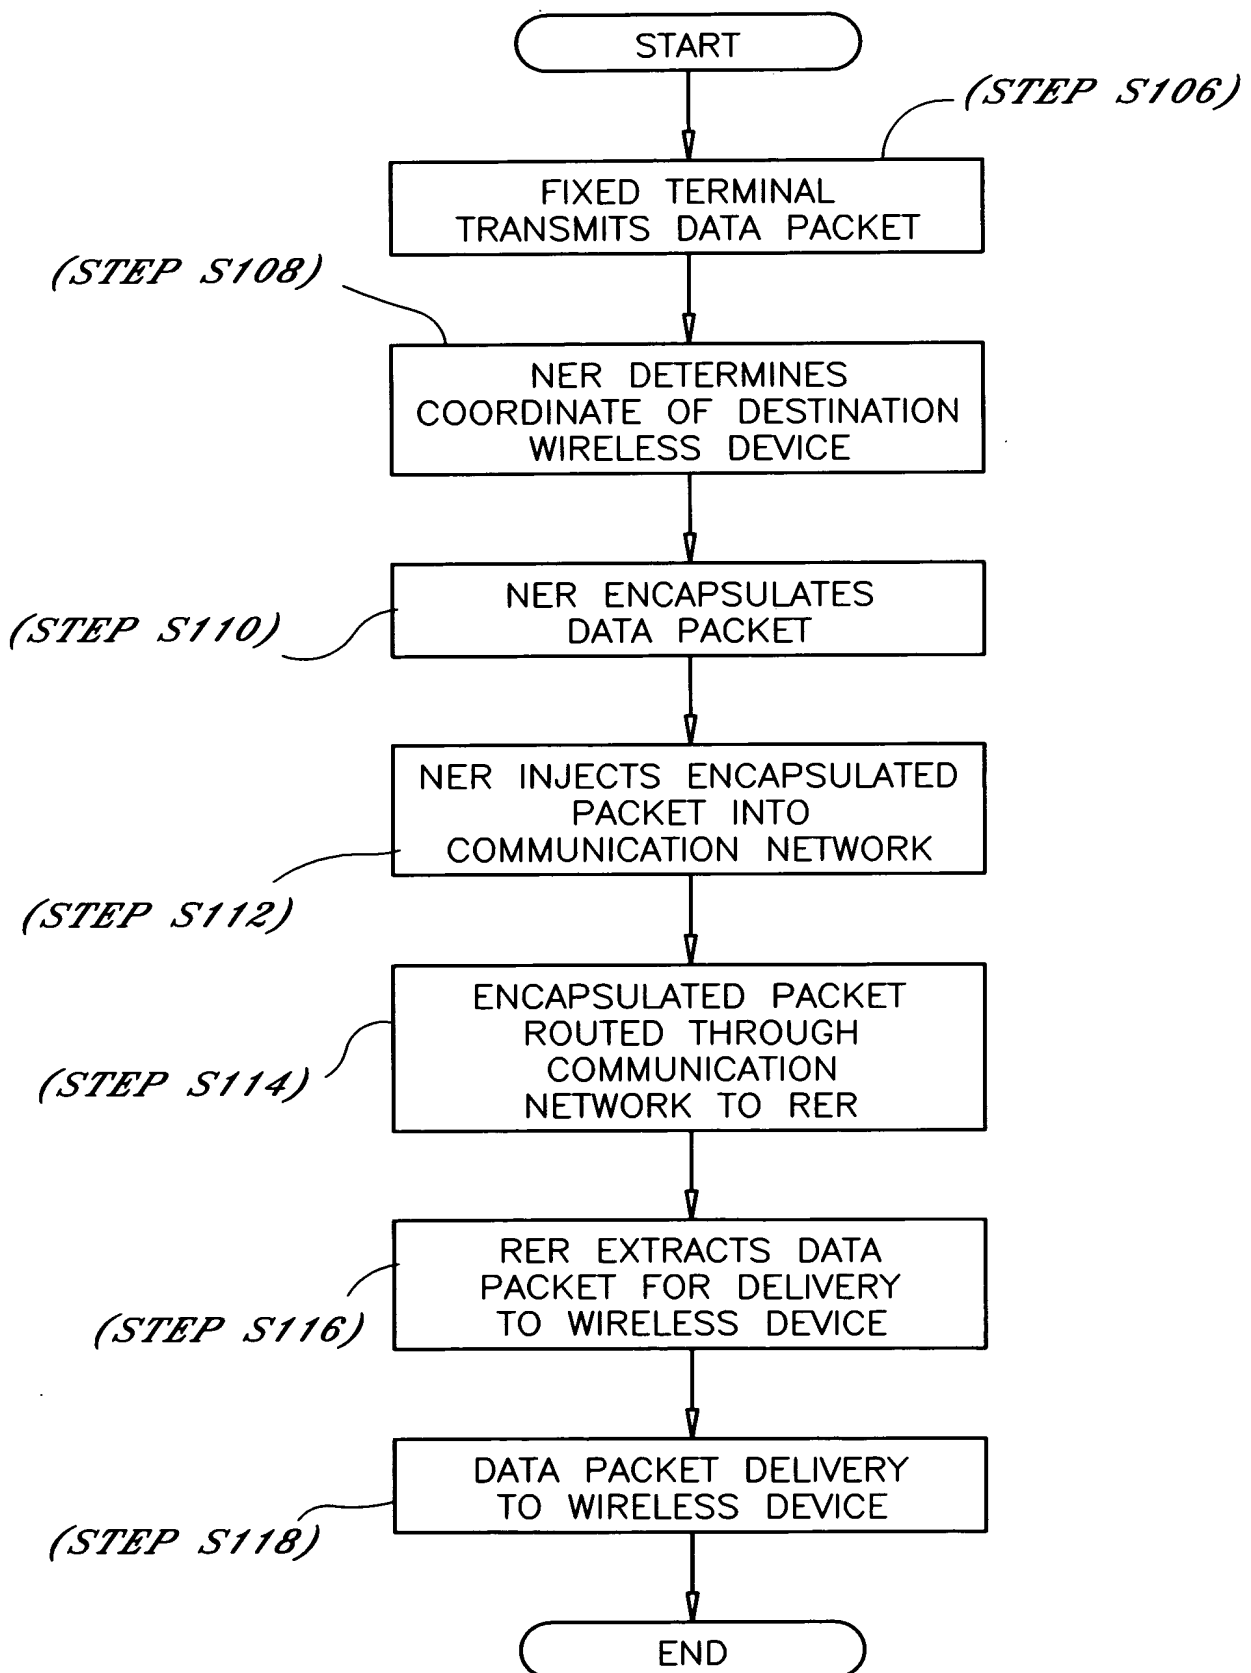 START
(STEP S106)
FIXED TERMINAL
TRANSMITS DATA PACKET
(STEP S108)
NER DETERMINES
COORDINATE OF DESTINATION
WIRELESS DEVICE
NER ENCAPSULATES
DATA PACKET
(STEP S110)
NER INJECTS ENCAPSULATED
PACKET INTO
COMMUNICATION NETWORK
(STEP S112)
ENCAPSULATED PACKET
ROUTED THROUGH
COMMUNICATION
NETWORK TO RER
(STEP S114)
RER EXTRACTS DATA
PACKET FOR DELIVERY
TO WIRELESS DEVICE
(STEP S116)
DATA PACKET DELIVERY
TO WIRELESS DEVICE
(STEP S118)
END